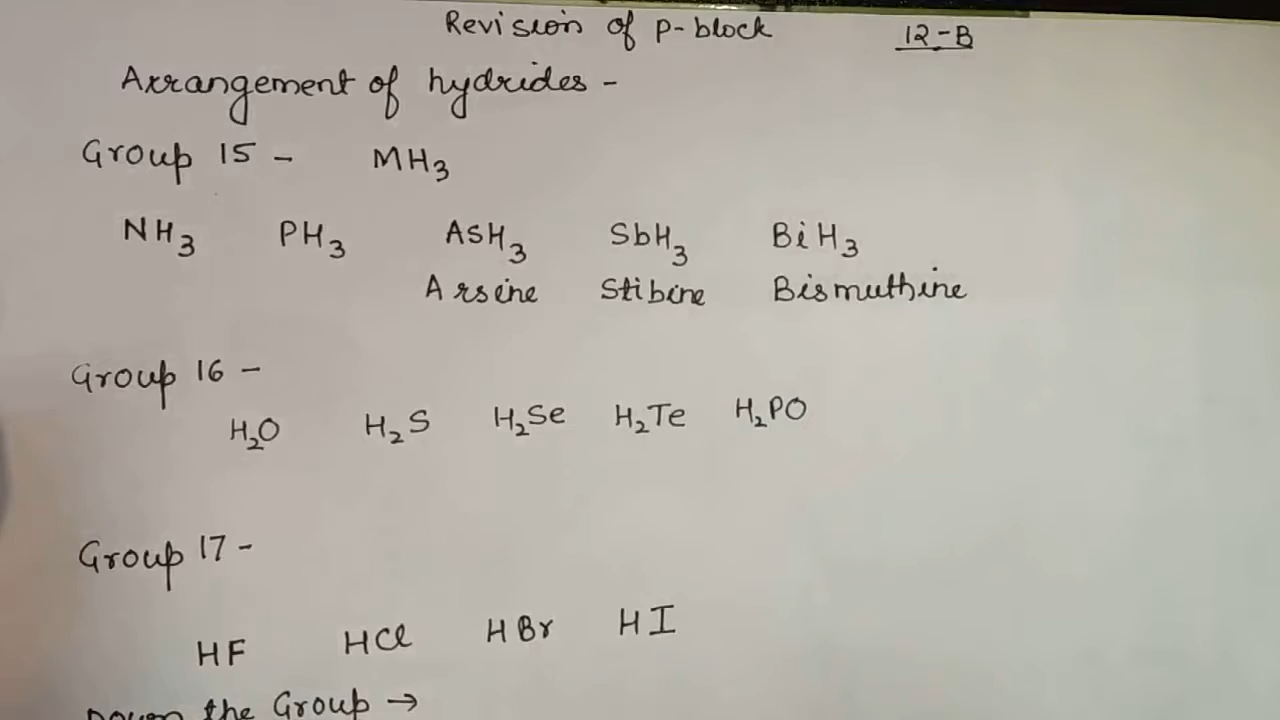 Revision of p-block 12-B
Arrangement of hydrides -
Group 15 - MH₃
NH₃ PH₃ AsH₃ SbH₃ BiH₃
Arsine Stibine Bismuthine
Group 16 -
H₂O H₂S H₂Se H₂Te H₂PO
Group 17 -
HF HCl HBr HI
Down the Group →